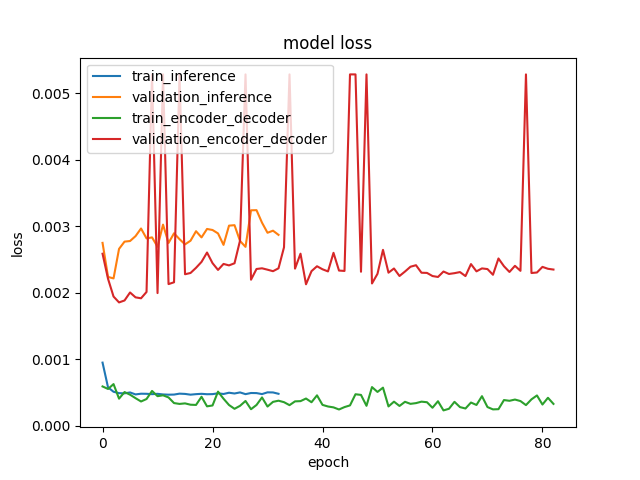 model loss
train_inference
validation_inference
train_encoder_decoder
validation_encoder_decoder
0.005
0.004
0.003
0.002
0.001
0.000
loss
0 20 40 60 80
epoch